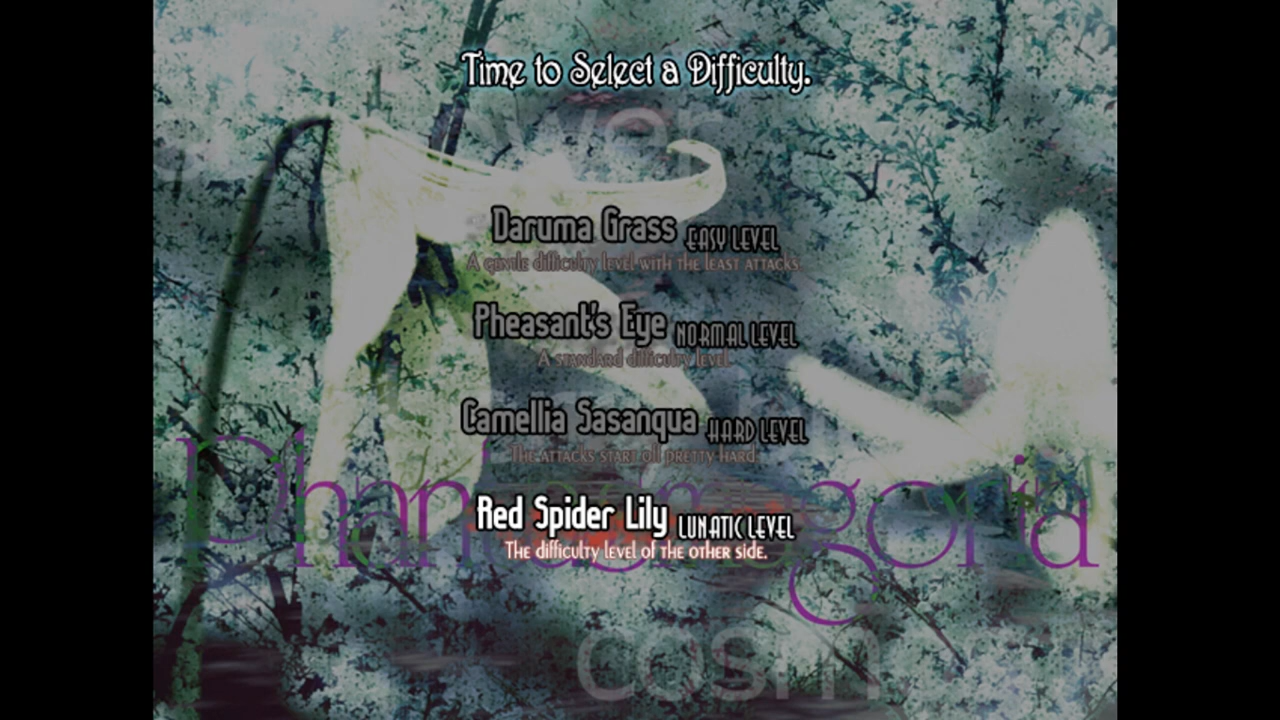 Time to Select a Difficulty.
Daruma Grass EASY LEVEL
A gentle difficulty level with the least attacks.
Pheasant's Eye NORMAL LEVEL
A standard difficulty level.
Camellia Sasanqua HARD LEVEL
The attacks start off pretty hard.
Phantasmagoria
Red Spider Lily LUNATIC LEVEL
The difficulty level of the other side.